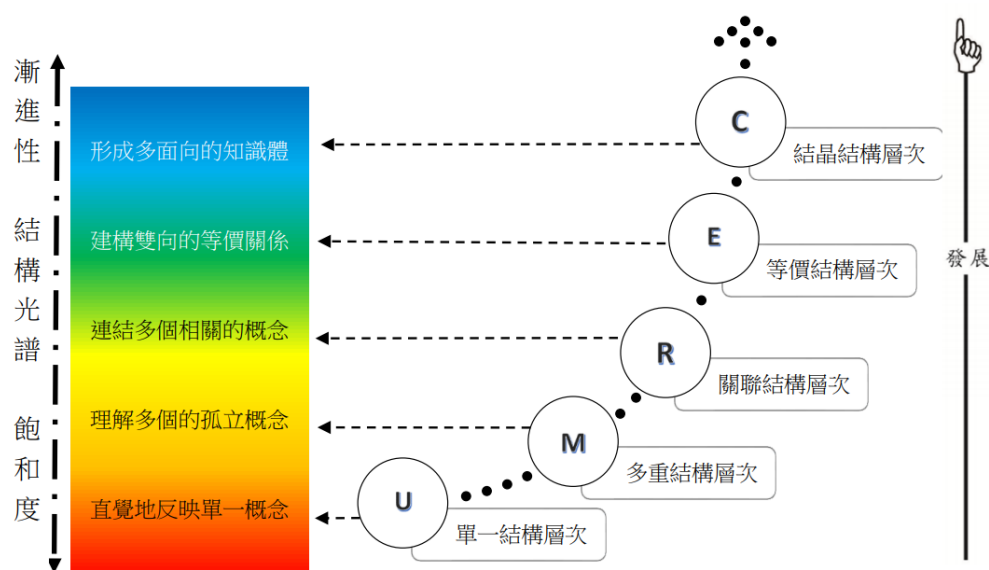 漸進性 結構光譜 飽和度
形成多面向的知識體
建構雙向的等價關係
連結多個相關的概念
理解多個的孤立概念
直覺地反映單一概念
C
結晶結構層次
E
等價結構層次
R
關聯結構層次
M
多重結構層次
U
單一結構層次
發展